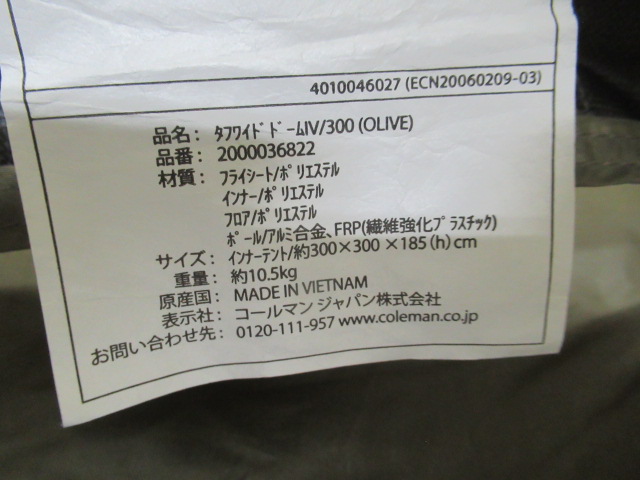 4010046027 (ECN20060209-03)
品名: ﾀﾌﾜｲﾄﾞﾄﾞｰﾑIV/300 (OLIVE)
品番: 2000036822
材質: ﾌﾗｲｼｰﾄ/ﾎﾟﾘｴｽﾃﾙ
ｲﾝﾅｰ/ﾎﾟﾘｴｽﾃﾙ
ﾌﾛｱ/ﾎﾟﾘｴｽﾃﾙ
ﾎﾟｰﾙ/ｱﾙﾐ合金、FRP(繊維強化ﾌﾟﾗｽﾁｯｸ)
サイズ: ｲﾝﾅｰﾃﾝﾄ/約300×300×185(h)cm
重量: 約10.5kg
原産国: MADE IN VIETNAM
表示社: コールマン ジャパン株式会社
お問い合わせ先: 0120-111-957 www.coleman.co.jp